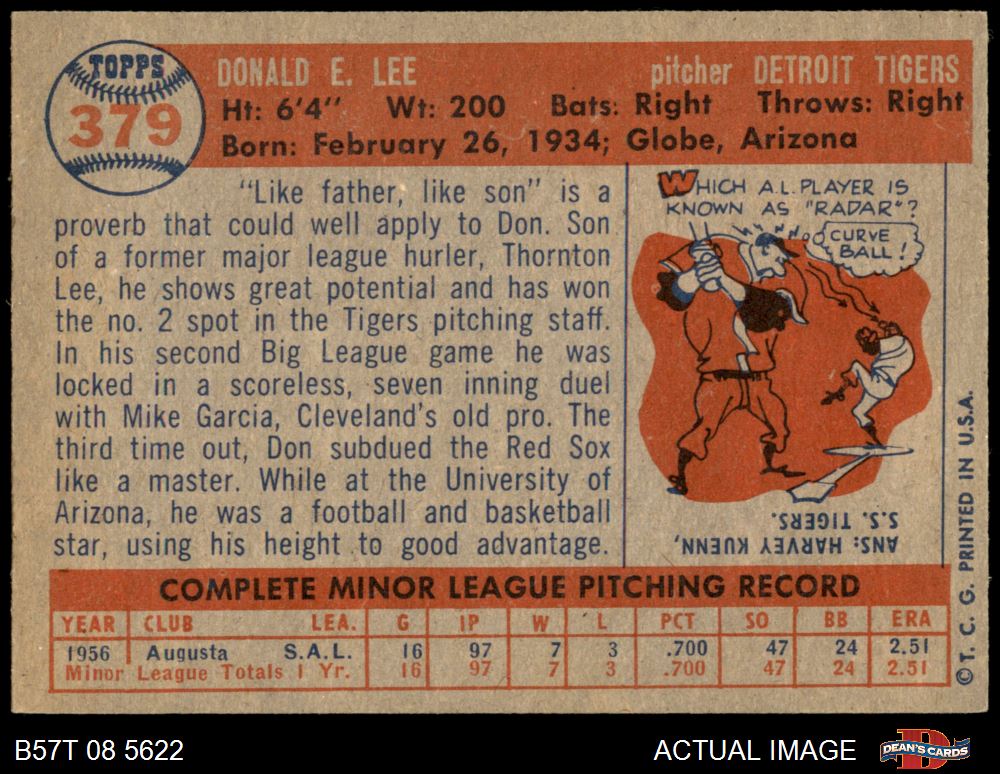 TOPPS
379
DONALD E. LEE
pitcher DETROIT TIGERS
Ht: 6'4" Wt: 200 Bats: Right Throws: Right
Born: February 26, 1934; Globe, Arizona
"Like father, like son" is a
proverb that could well apply to Don. Son
of a former major league hurler, Thornton
Lee, he shows great potential and has won
the no. 2 spot in the Tigers pitching staff.
In his second Big League game he was
locked in a scoreless, seven inning duel
with Mike Garcia, Cleveland's old pro. The
third time out, Don subdued the Red Sox
like a master. While at the University of
Arizona, he was a football and basketball
star, using his height to good advantage.
WHICH A.L. PLAYER IS
KNOWN AS "RADAR"?
CURVE
BALL!
ANS: HARVEY KUENN,
S.S. TIGERS.
COMPLETE MINOR LEAGUE PITCHING RECORD
YEAR CLUB LEA. G IP W L PCT SO BB ERA
1956 Augusta S.A.L. 16 97 7 3 .700 47 24 2.51
Minor League Totals 1 Yr. 16 97 7 3 .700 47 24 2.51
© T. C. G. PRINTED IN U.S.A.
B57T 08 5622
ACTUAL IMAGE
DEAN'S CARDS